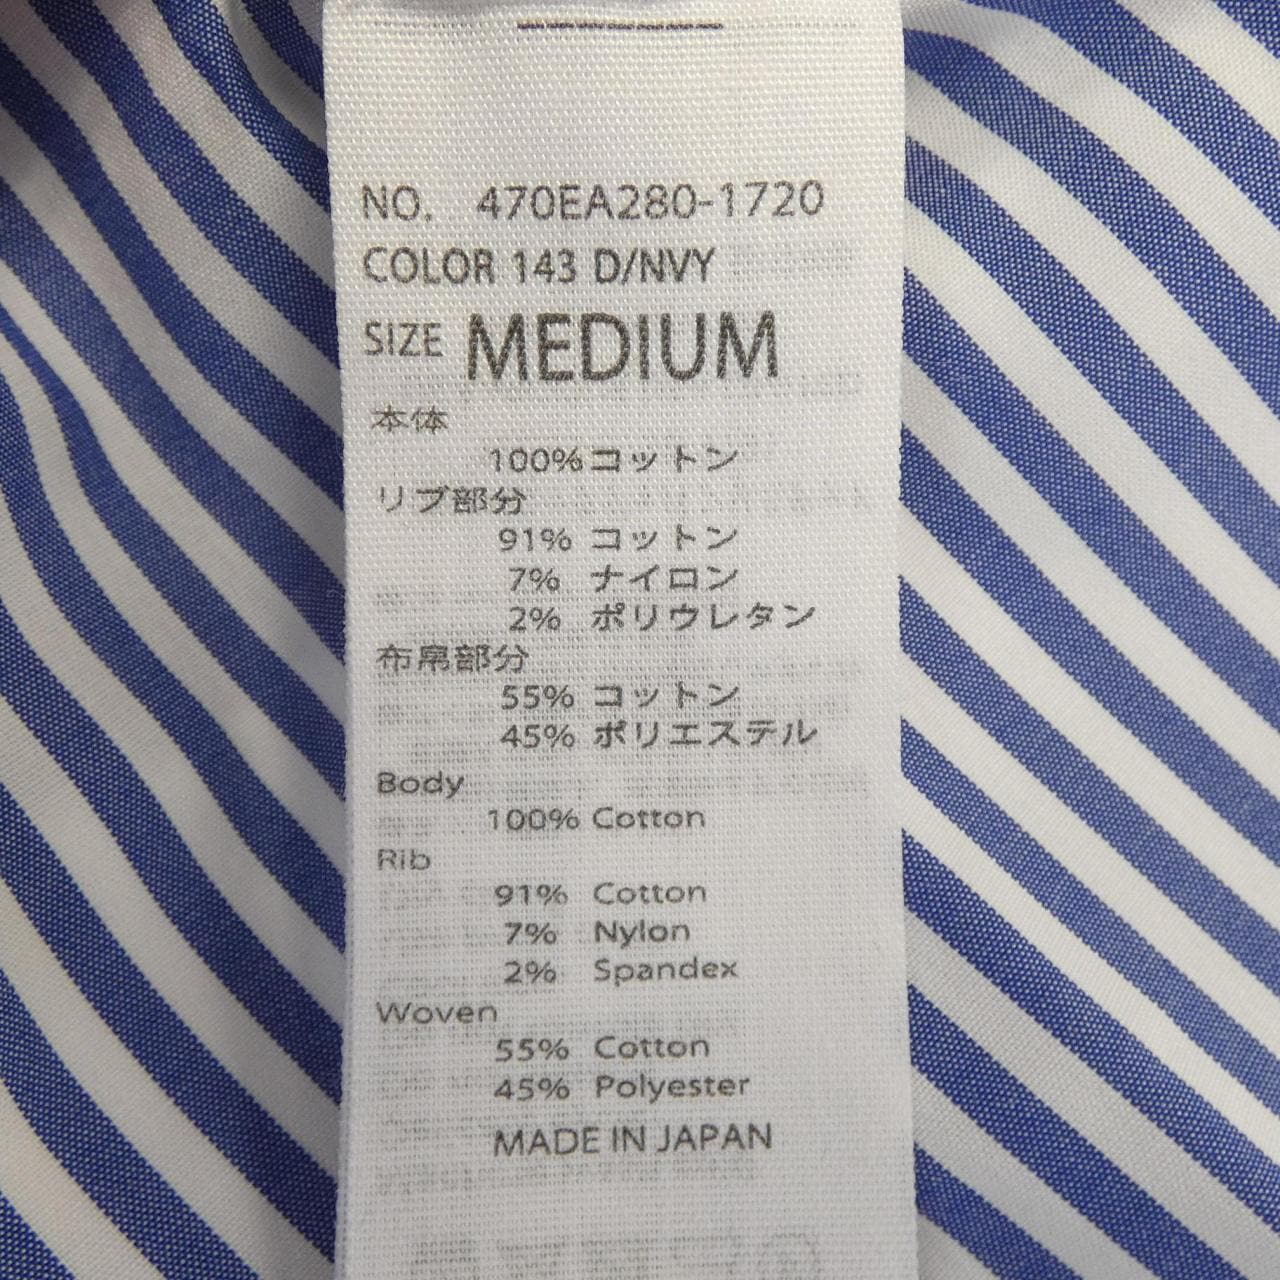 NO. 470EA280-1720
COLOR 143 D/NVY
SIZE MEDIUM
本体
100%コットン
リブ部分
91% コットン
7% ナイロン
2% ポリウレタン
布帛部分
55% コットン
45% ポリエステル
Body
100% Cotton
Rib
91% Cotton
7% Nylon
2% Spandex
Woven
55% Cotton
45% Polyester
MADE IN JAPAN